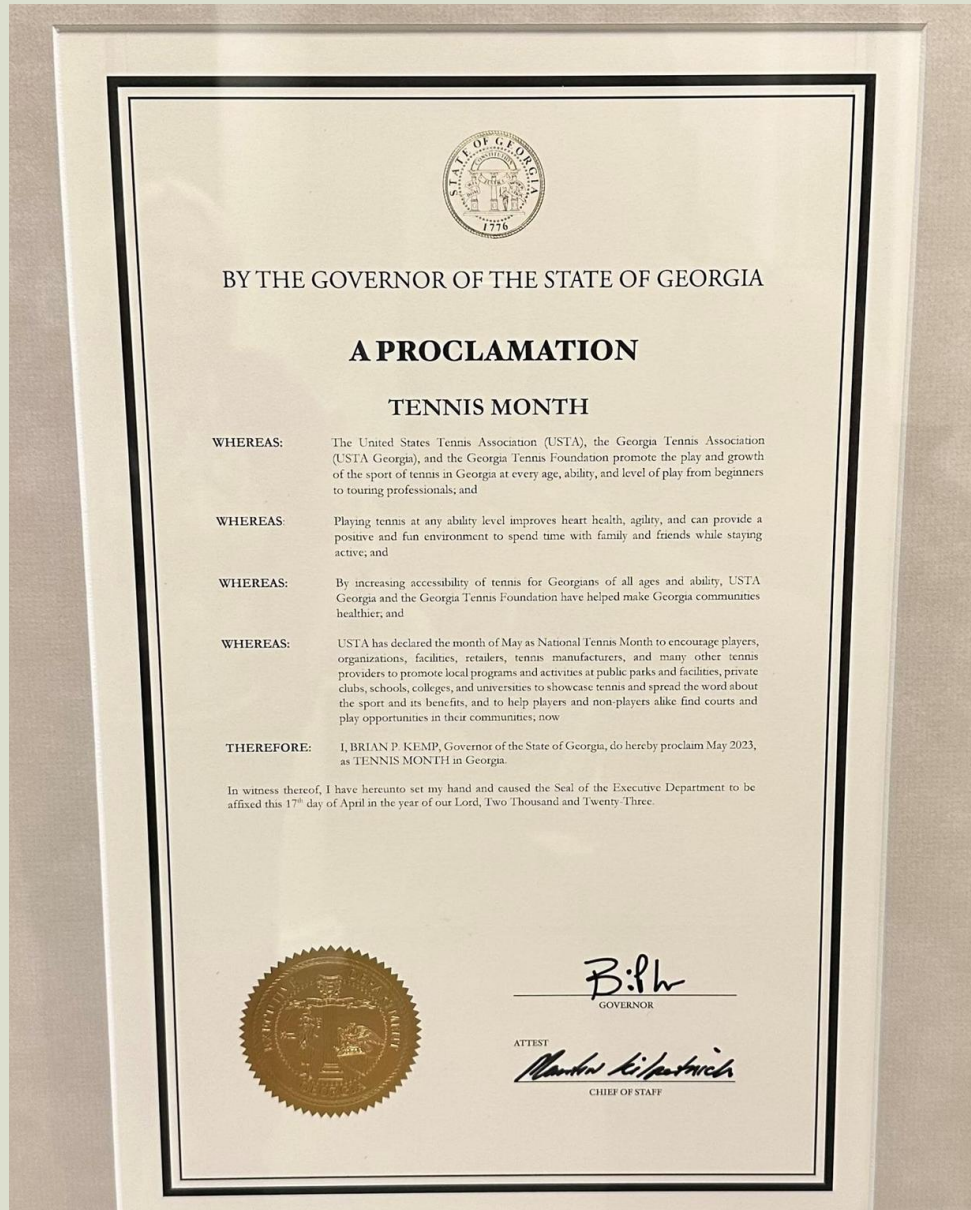 STATE OF GEORGIA
CONSTITUTION
1776
BY THE GOVERNOR OF THE STATE OF GEORGIA
A PROCLAMATION
TENNIS MONTH
WHEREAS: The United States Tennis Association (USTA), the Georgia Tennis Association
(USTA Georgia), and the Georgia Tennis Foundation promote the play and growth
of the sport of tennis in Georgia at every age, ability, and level of play from beginners
to touring professionals; and
WHEREAS: Playing tennis at any ability level improves heart health, agility, and can provide a
positive and fun environment to spend time with family and friends while staying
active; and
WHEREAS: By increasing accessibility of tennis for Georgians of all ages and ability, USTA
Georgia and the Georgia Tennis Foundation have helped make Georgia communities
healthier; and
WHEREAS: USTA has declared the month of May as National Tennis Month to encourage players,
organizations, facilities, retailers, tennis manufacturers, and many other tennis
providers to promote local programs and activities at public parks and facilities, private
clubs, schools, colleges, and universities to showcase tennis and spread the word about
the sport and its benefits, and to help players and non-players alike find courts and
play opportunities in their communities; now
THEREFORE: I, BRIAN P. KEMP, Governor of the State of Georgia, do hereby proclaim May 2023,
as TENNIS MONTH in Georgia.
In witness thereof, I have hereunto set my hand and caused the Seal of the Executive Department to be
affixed this 17th day of April in the year of our Lord, Two Thousand and Twenty-Three.
GOVERNOR
ATTEST
CHIEF OF STAFF